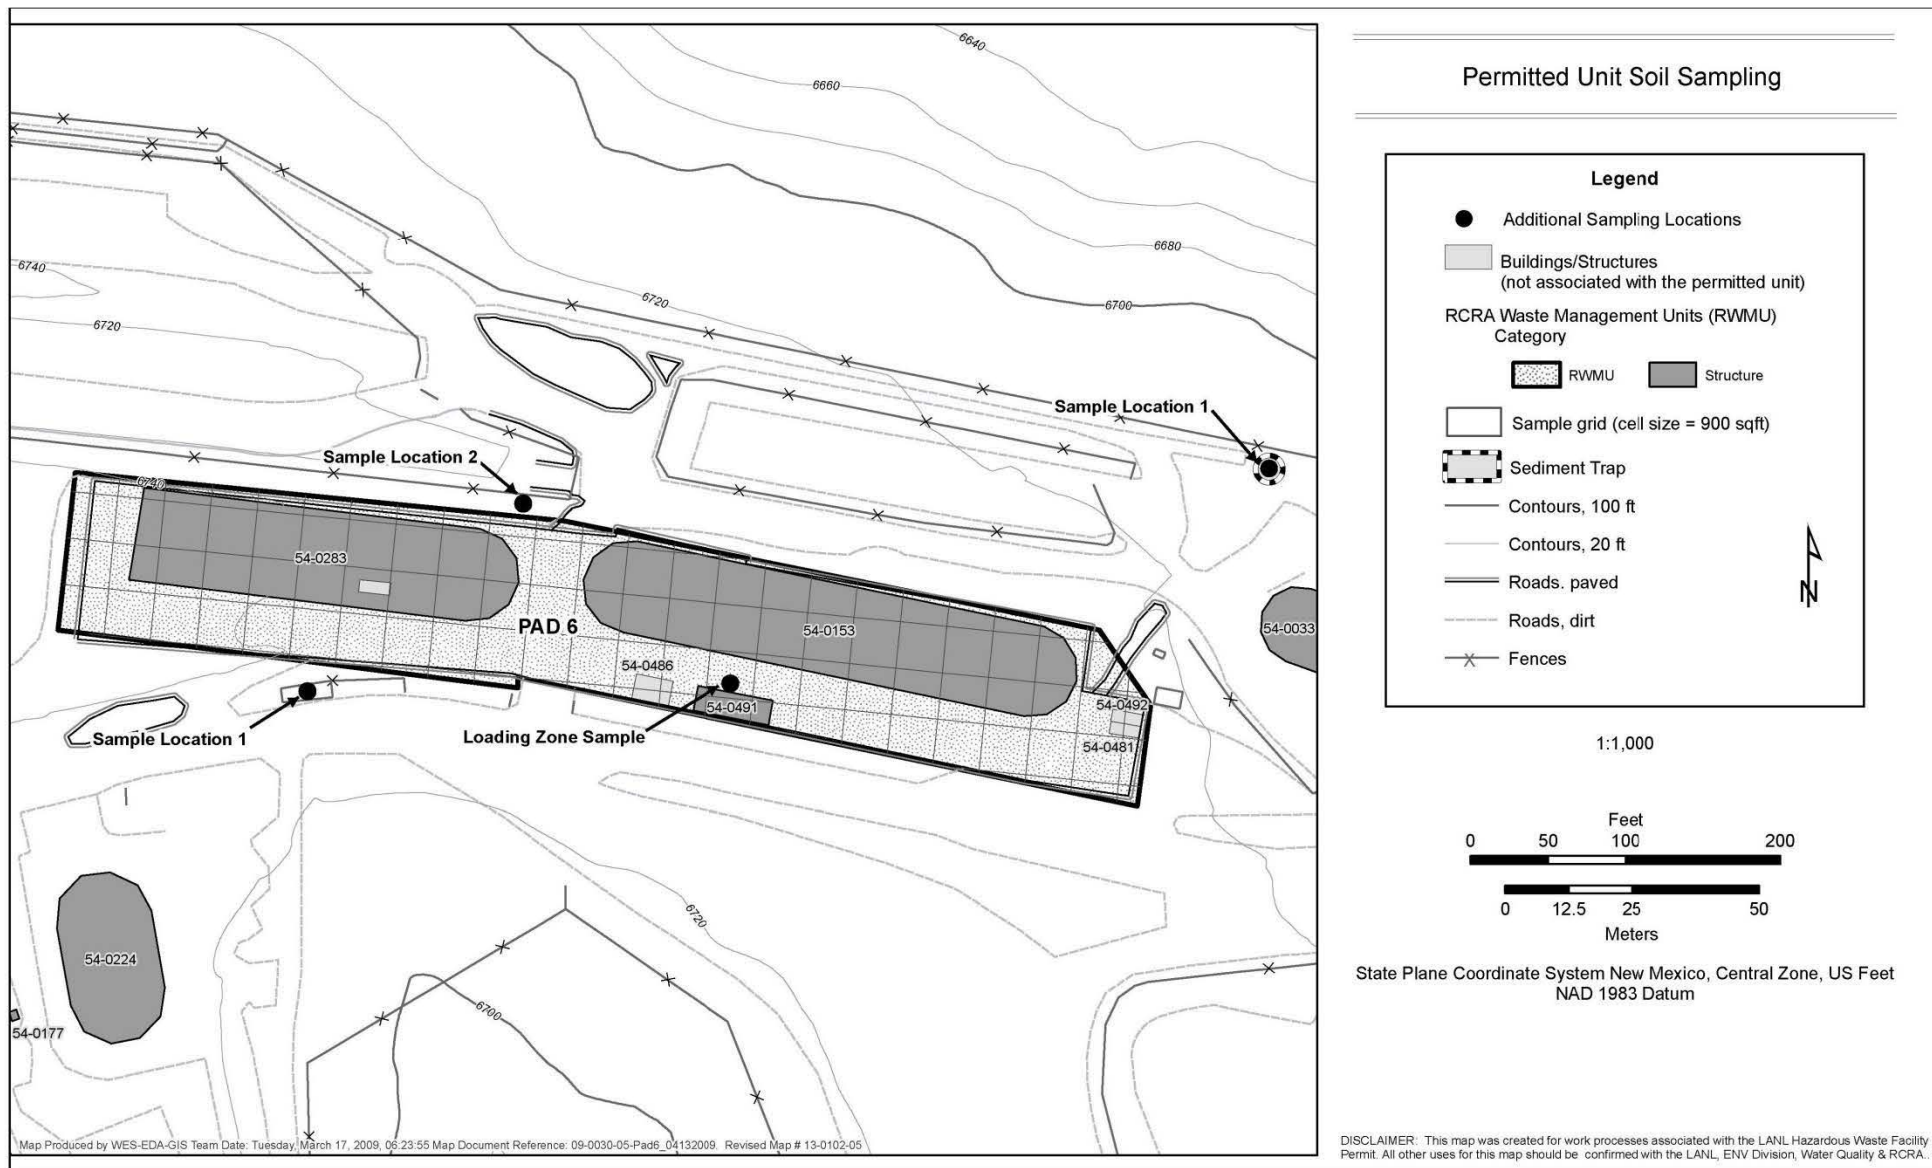 6640
6660
6680
6700
6720
6740
6720
6740
Sample Location 1
Sample Location 2
54-0283
PAD 6
54-0153
54-0033
54-0486
54-0491
54-0492
54-0481
Sample Location 1
Loading Zone Sample
54-0224
54-0177
6720
6700
Map Produced by WES-EDA-GIS Team Date: Tuesday, March 17, 2009, 06:23:55 Map Document Reference: 09-0030-05-Pad6_04132009. Revised Map # 13-0102-05
Permitted Unit Soil Sampling
Legend
Additional Sampling Locations
Buildings/Structures
(not associated with the permitted unit)
RCRA Waste Management Units (RWMU)
Category
RWMU
Structure
Sample grid (cell size = 900 sqft)
Sediment Trap
Contours, 100 ft
Contours, 20 ft
Roads. paved
Roads, dirt
Fences
N
1:1,000
Feet
0 50 100 200
0 12.5 25 50
Meters
State Plane Coordinate System New Mexico, Central Zone, US Feet
NAD 1983 Datum
DISCLAIMER: This map was created for work processes associated with the LANL Hazardous Waste Facility
Permit. All other uses for this map should be confirmed with the LANL, ENV Division, Water Quality & RCRA.